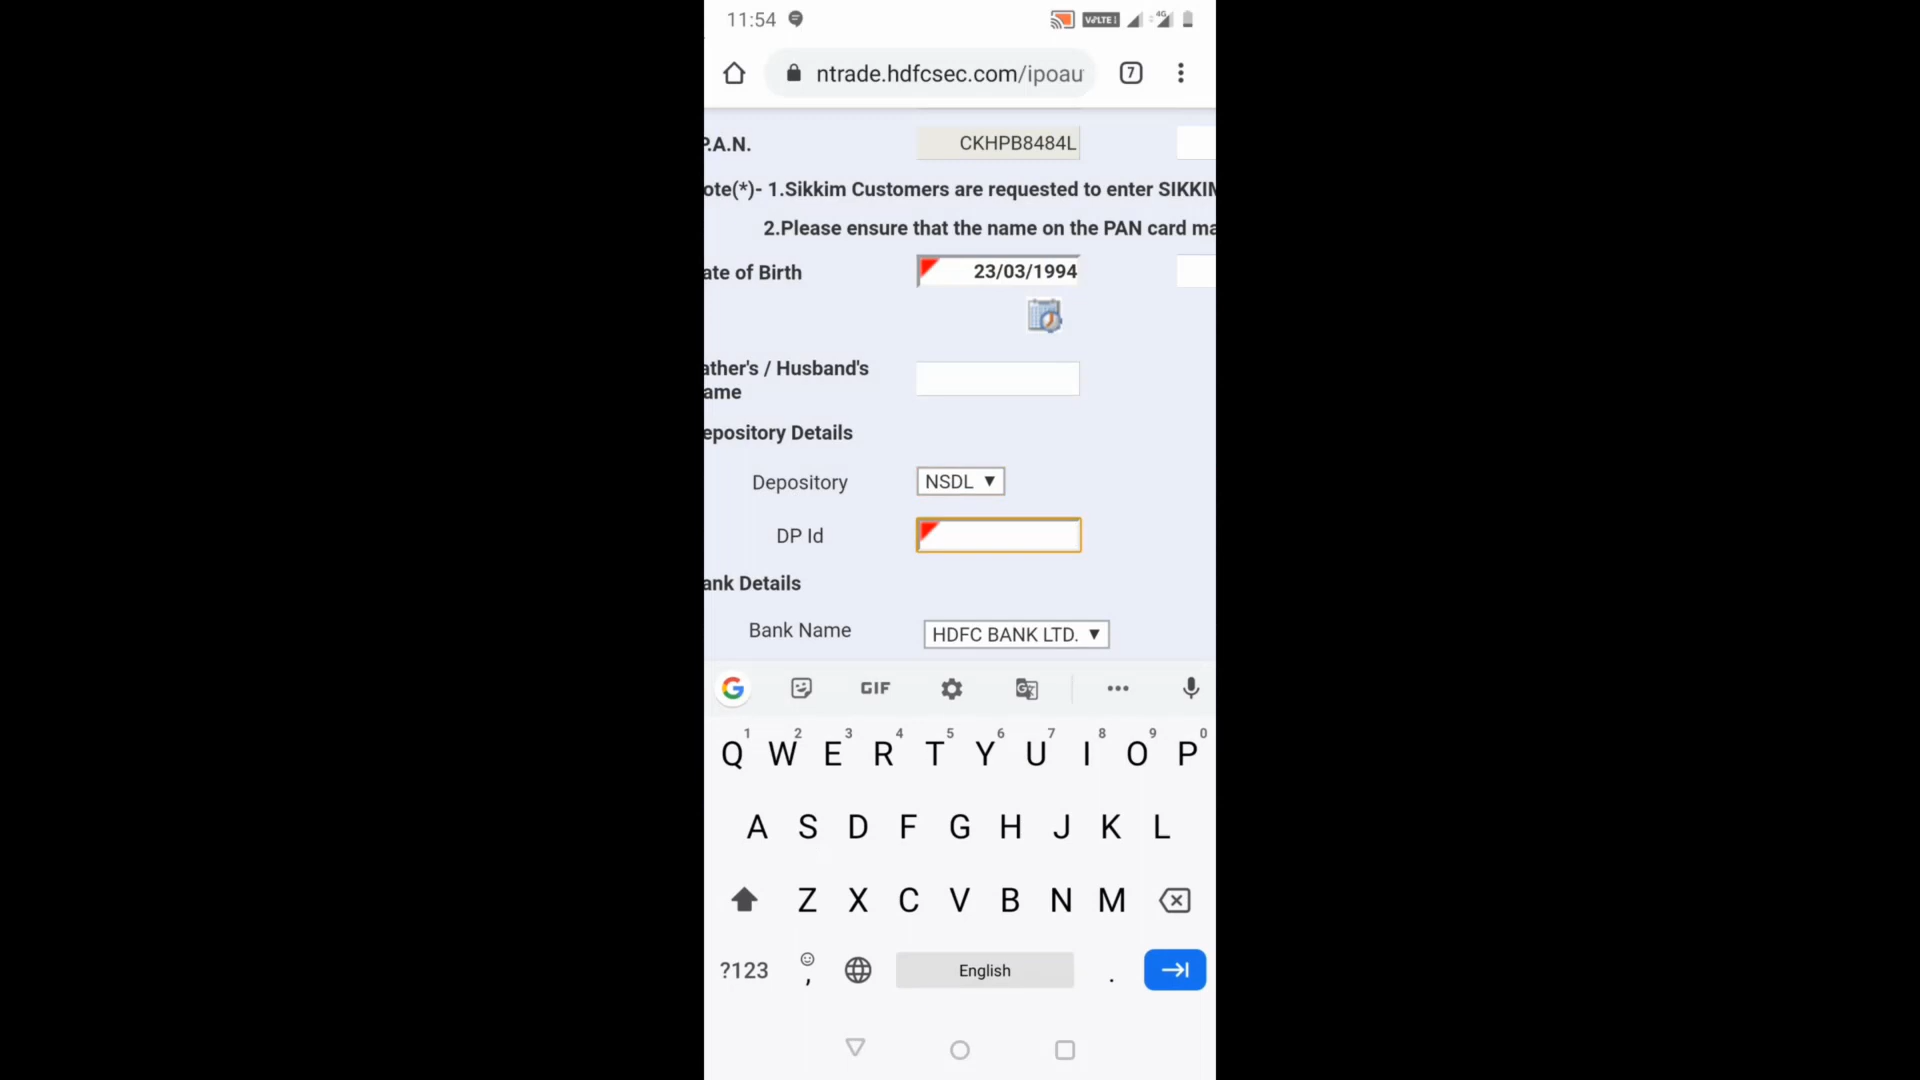 11:54
VoLTE 4G
ntrade.hdfcsec.com/ipoau
7
P.A.N. CKHPB8484L
ote(*)- 1.Sikkim Customers are requested to enter SIKKIM
2.Please ensure that the name on the PAN card ma
ate of Birth 23/03/1994
ather's / Husband's
ame
epository Details
Depository NSDL ▼
DP Id
ank Details
Bank Name HDFC BANK LTD. ▼
G GIF
1 2 3 4 5 6 7 8 9 0
Q W E R T Y U I O P
A S D F G H J K L
Z X C V B N M
?123 , English .